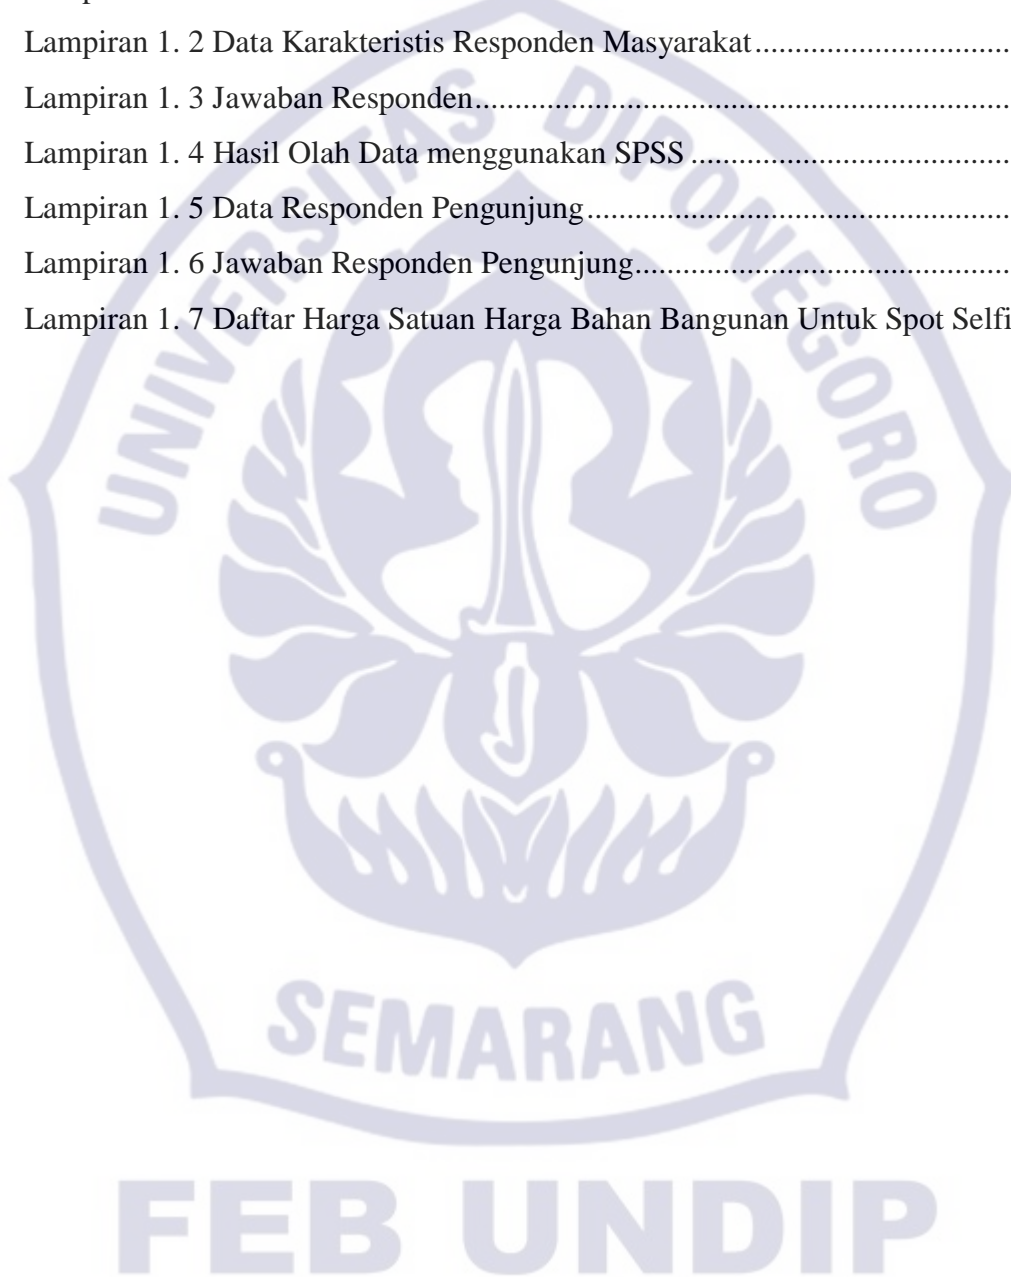 Lampiran 1. 2 Data Karakteristis Responden Masyarakat....................................
Lampiran 1. 3 Jawaban Responden.......................................................................
Lampiran 1. 4 Hasil Olah Data menggunakan SPSS ............................................
Lampiran 1. 5 Data Responden Pengunjung.........................................................
Lampiran 1. 6 Jawaban Responden Pengunjung...................................................
Lampiran 1. 7 Daftar Harga Satuan Harga Bahan Bangunan Untuk Spot Selfi
UNIVERSITAS DIPONEGORO
SEMARANG
FEB UNDIP